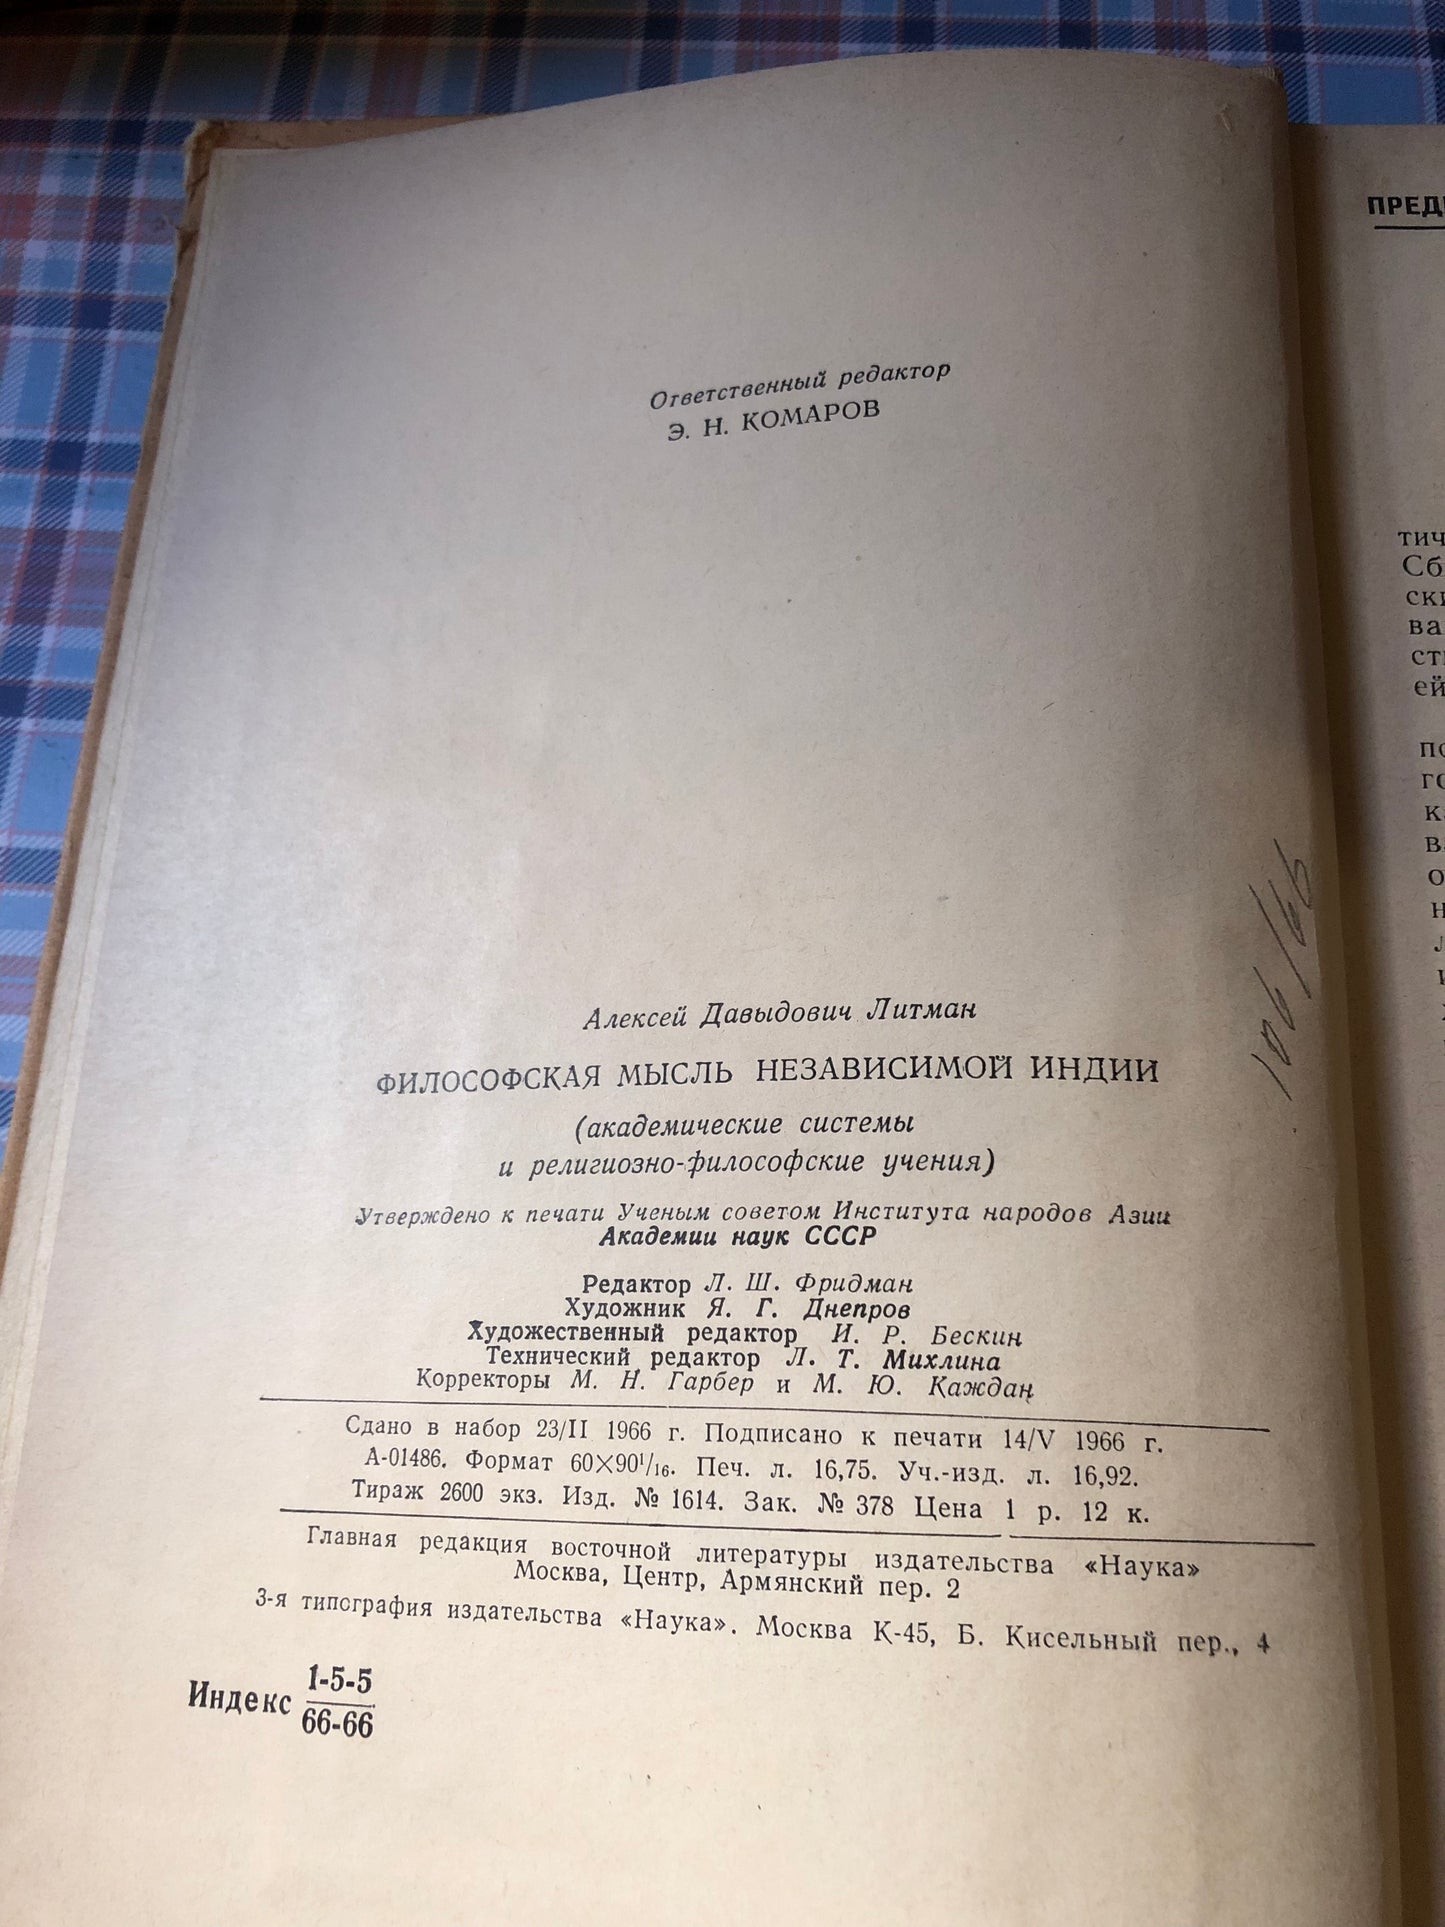 Ответственный редактор
Э. Н. КОМАРОВ
Алексей Давыдович Литман
ФИЛОСОФСКАЯ МЫСЛЬ НЕЗАВИСИМОЙ ИНДИИ
(академические системы
и религиозно-философские учения)
Утверждено к печати Ученым советом Института народов Азии
Академии наук СССР
Редактор Л. Ш. Фридман
Художник Я. Г. Днепров
Художественный редактор И. Р. Бескин
Технический редактор Л. Т. Михлина
Корректоры М. Н. Гарбер и М. Ю. Каждан
Сдано в набор 23/II 1966 г. Подписано к печати 14/V 1966 г.
А-01486. Формат 60×90¹/₁₆. Печ. л. 16,75. Уч.-изд. л. 16,92.
Тираж 2600 экз. Изд. № 1614. Зак. № 378 Цена 1 р. 12 к.
Главная редакция восточной литературы издательства «Наука»
Москва, Центр, Армянский пер. 2
3-я типография издательства «Наука». Москва К-45, Б. Кисельный пер., 4
Индекс 1-5-5
66-66
106/66